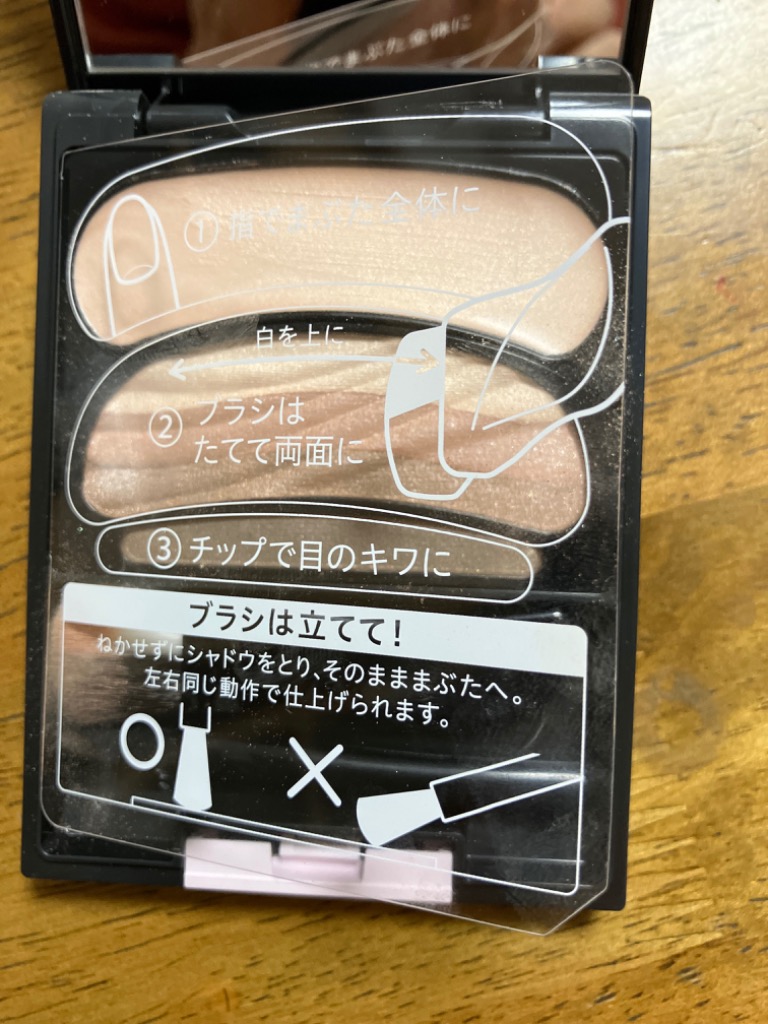 でまぶた全体に
① 指でまぶた全体に
白を上に
② ブラシは
たてて両面に
③ チップで目のキワに
ブラシは立てて!
ねかせずにシャドウをとり、そのまままぶたへ。
左右同じ動作で仕上げられます。